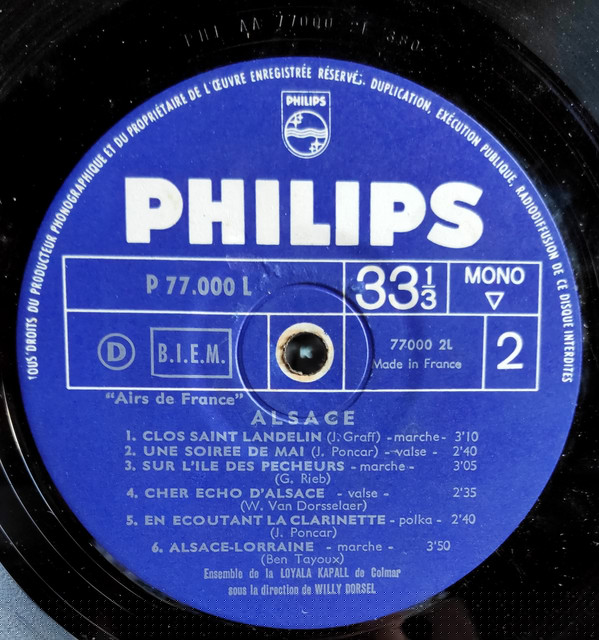 PHI AA 77000 2L 380
TOUS DROITS DU PRODUCTEUR PHONOGRAPHIQUE ET DU PROPRIÉTAIRE DE L'ŒUVRE ENREGISTRÉE RÉSERVÉS. DUPLICATION, EXÉCUTION PUBLIQUE, RADIODIFFUSION DE CE DISQUE INTERDITES
PHILIPS
PHILIPS
P 77.000 L
33 1/3
MONO
▽
D
B.I.E.M.
77000 2L
Made in France
2
"Airs de France"
ALSACE
1. CLOS SAINT LANDELIN (J. Graff) - marche - 3'10
2. UNE SOIREE DE MAI (J. Poncar) - valse - 2'40
3. SUR L'ILE DES PECHEURS - marche - 3'05
(G. Rieb)
4. CHER ECHO D'ALSACE - valse - 2'35
(W. Van Dorsselaer)
5. EN ECOUTANT LA CLARINETTE - polka - 2'40
(J. Poncar)
6. ALSACE-LORRAINE - marche - 3'50
(Ben Tayoux)
Ensemble de la LOYALA KAPALL de Colmar
sous la direction de WILLY DORSEL